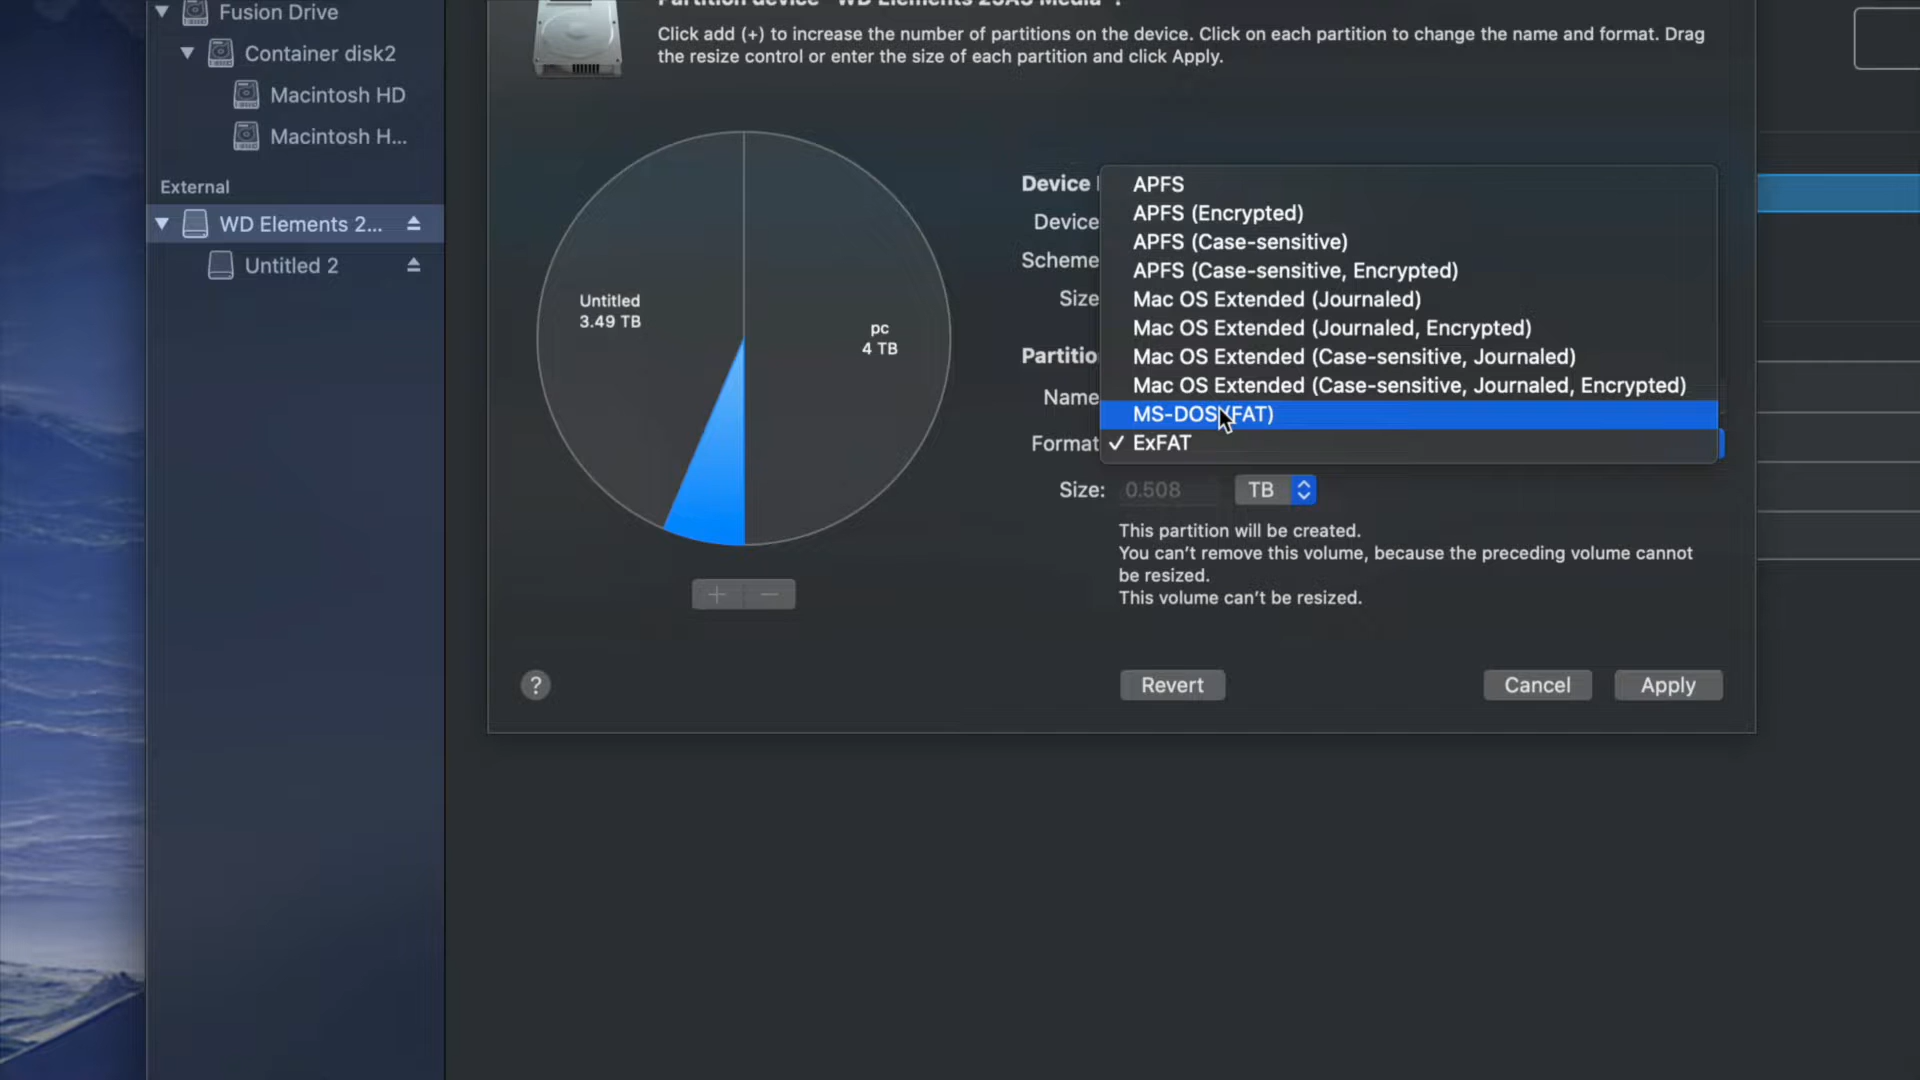 Fusion Drive
Container disk2
Macintosh HD
Macintosh H...
External
WD Elements 2...
Untitled 2
Partition device "WD Elements 25A3 Media"?
Click add (+) to increase the number of partitions on the device. Click on each partition to change the name and format. Drag
the resize control or enter the size of each partition and click Apply.
Untitled
3.49 TB
pc
4 TB
Device
Device
Scheme
Size
Partitio
Name
Format
APFS
APFS (Encrypted)
APFS (Case-sensitive)
APFS (Case-sensitive, Encrypted)
Mac OS Extended (Journaled)
Mac OS Extended (Journaled, Encrypted)
Mac OS Extended (Case-sensitive, Journaled)
Mac OS Extended (Case-sensitive, Journaled, Encrypted)
MS-DOS (FAT)
✓ ExFAT
Size: 0.508 TB
This partition will be created.
You can't remove this volume, because the preceding volume cannot
be resized.
This volume can't be resized.
+ −
? Revert Cancel Apply